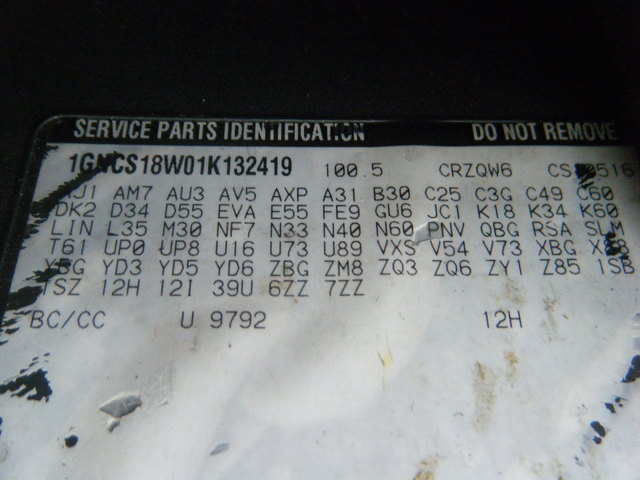 SERVICE PARTS IDENTIFICATION DO NOT REMOVE
1GNCS18W01K132419 100.5 CRZQW6
AJ1 AM7 AU3 AV5 AXP A31 B30 C25 C3G C49 C60
DK2 D34 D55 EVA E55 FE9 GU6 JC1 K18 K34 K60
LIN L35 M30 NF7 N33 N40 N60 PNV QBG RSA SLM
T61 UP0 UP8 U16 U73 U89 VXS V54 V73 XBG
YBG YD3 YD5 YD6 ZBG ZM8 ZQ3 ZQ6 ZY1 Z85 1SB
1SZ 12H 12I 39U 6ZZ 7ZZ
BC/CC U 9792 12H